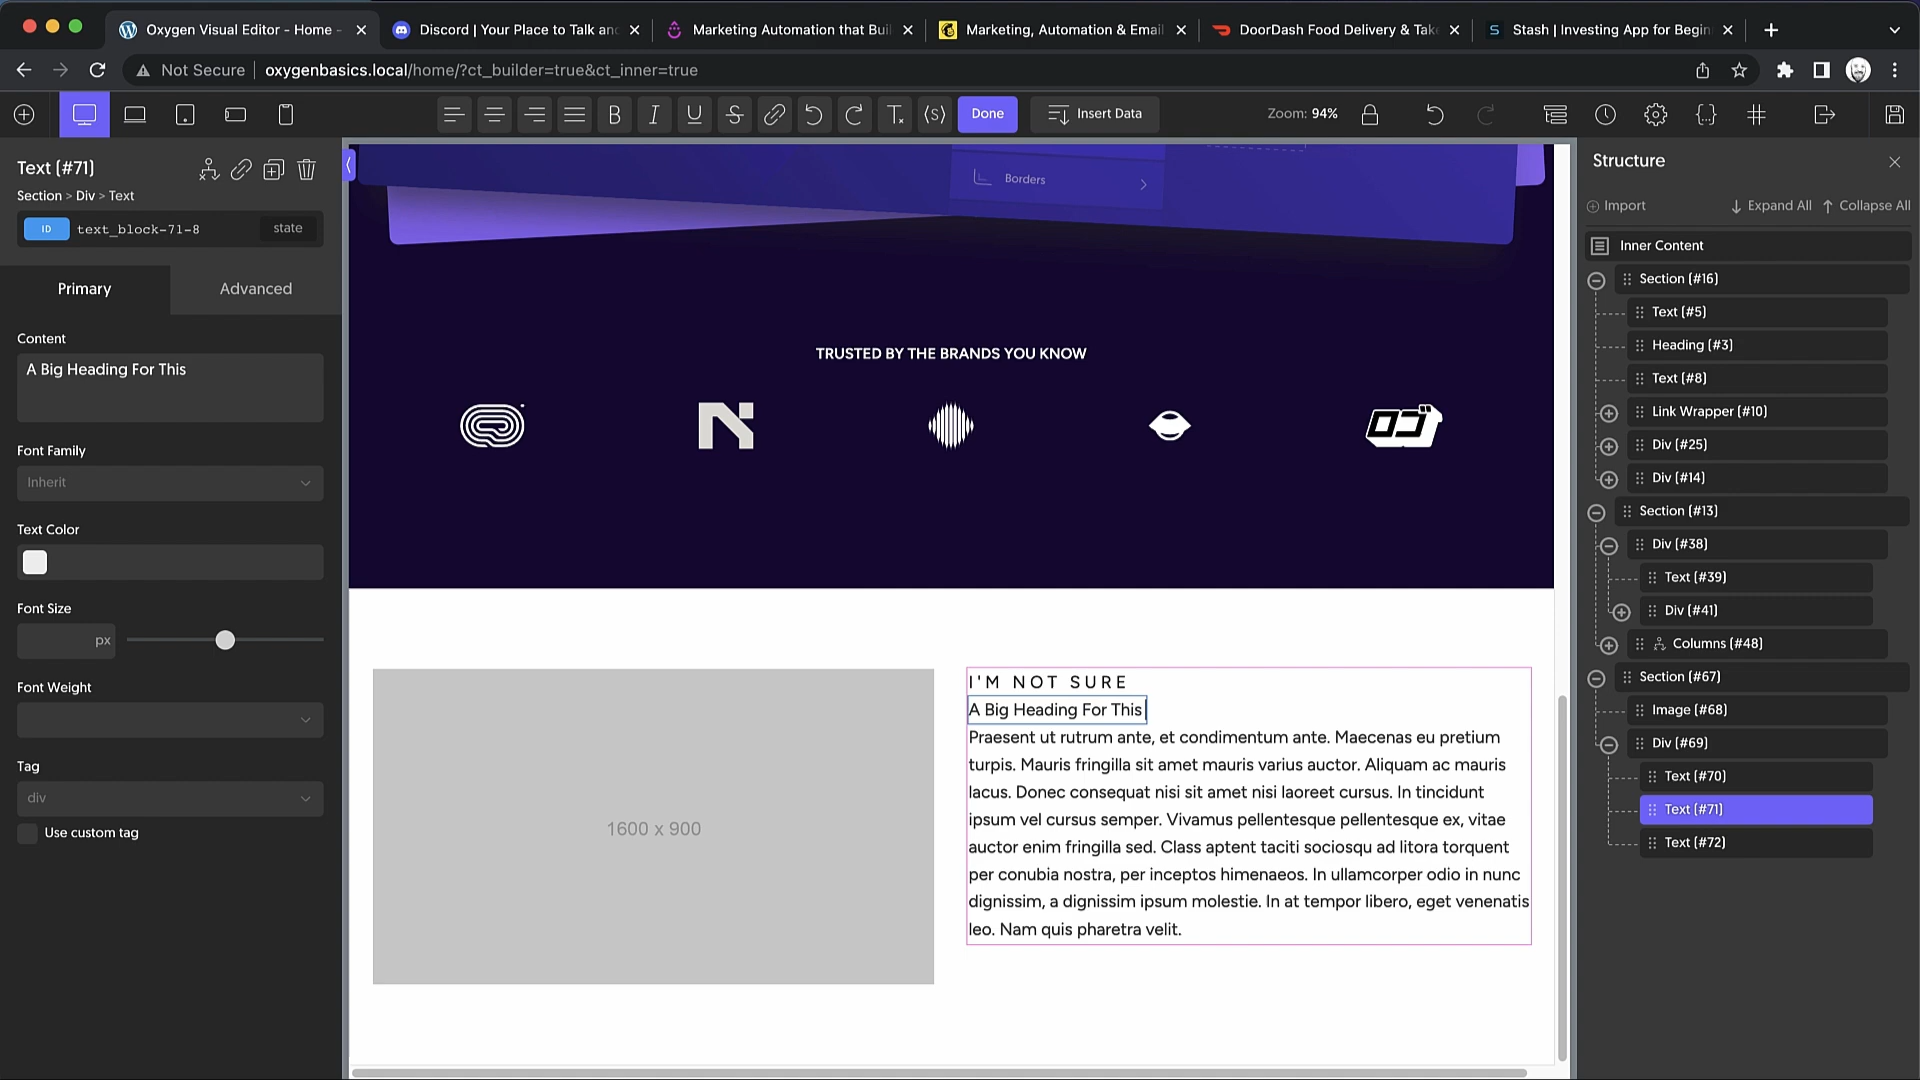 Oxygen Visual Editor - Home -
Discord | Your Place to Talk and
Marketing Automation that Buil
Marketing, Automation & Email
DoorDash Food Delivery & Take
Stash | Investing App for Begin
Not Secure
oxygenbasics.local/home/?ct_builder=true&ct_inner=true
Done
Insert Data
Zoom: 94%
Text (#71)
Section > Div > Text
ID
text_block-71-8
state
Primary
Advanced
Content
A Big Heading For This
Font Family
Inherit
Text Color
Font Size
px
Font Weight
Tag
div
Use custom tag
Borders
TRUSTED BY THE BRANDS YOU KNOW
1600 x 900
I'M NOT SURE
A Big Heading For This
Praesent ut rutrum ante, et condimentum ante. Maecenas eu pretium
turpis. Mauris fringilla sit amet mauris varius auctor. Aliquam ac mauris
lacus. Donec consequat nisi sit amet nisi laoreet cursus. In tincidunt
ipsum vel cursus semper. Vivamus pellentesque pellentesque ex, vitae
auctor enim fringilla sed. Class aptent taciti sociosqu ad litora torquent
per conubia nostra, per inceptos himenaeos. In ullamcorper odio in nunc
dignissim, a dignissim ipsum molestie. In at tempor libero, eget venenatis
leo. Nam quis pharetra velit.
Structure
Import
Expand All
Collapse All
Inner Content
Section (#16)
Text (#5)
Heading (#3)
Text (#8)
Link Wrapper (#10)
Div (#25)
Div (#14)
Section (#13)
Div (#38)
Text (#39)
Div (#41)
Columns (#48)
Section (#67)
Image (#68)
Div (#69)
Text (#70)
Text (#71)
Text (#72)